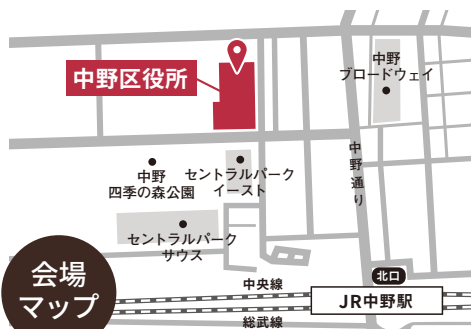 中野区役所
中野
ブロードウェイ
中野通り
中野
四季の森公園
セントラルパーク
イースト
セントラルパーク
サウス
会場
マップ
中央線
北口
JR中野駅
総武線